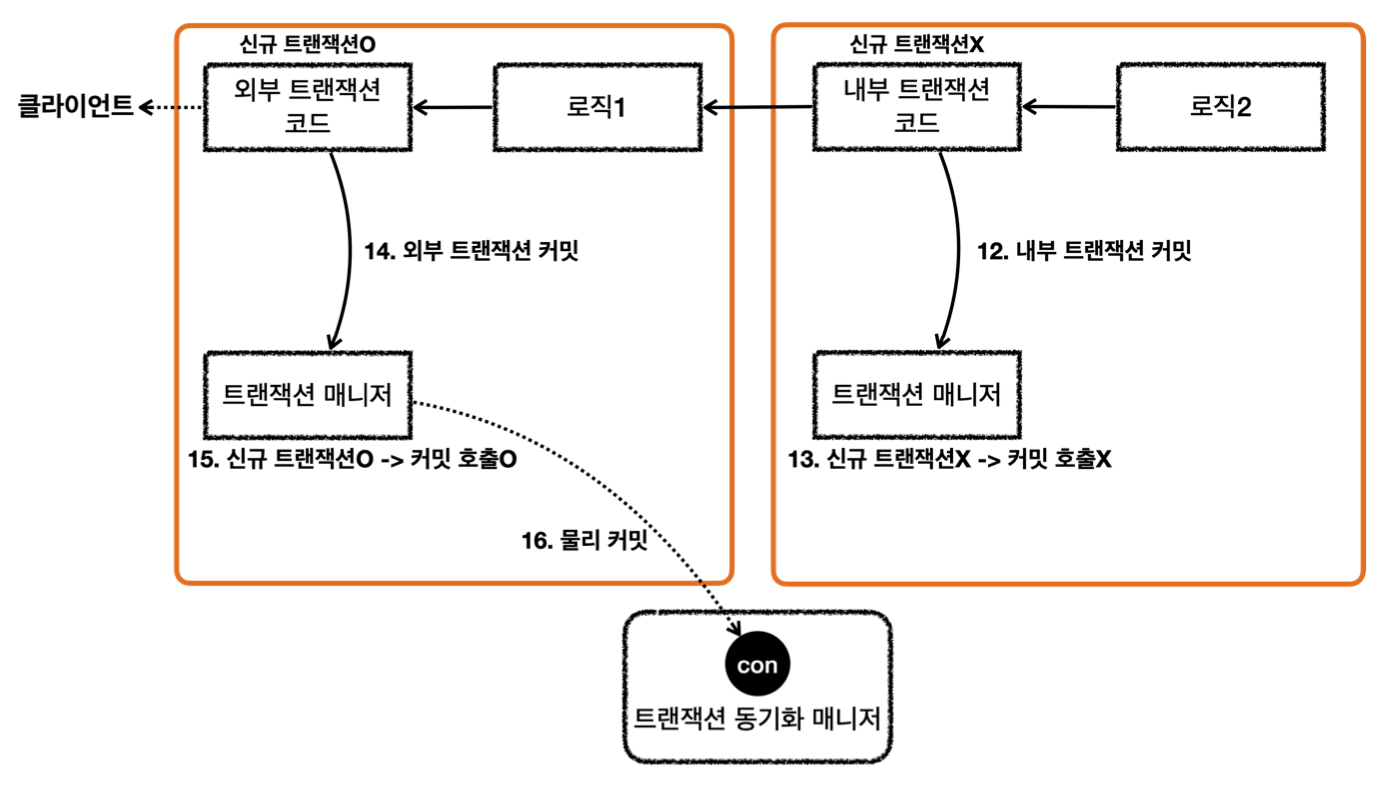 신규 트랜잭션O
신규 트랜잭션X
클라이언트
외부 트랜잭션
코드
로직1
내부 트랜잭션
코드
로직2
14. 외부 트랜잭션 커밋
12. 내부 트랜잭션 커밋
트랜잭션 매니저
트랜잭션 매니저
15. 신규 트랜잭션O -> 커밋 호출O
13. 신규 트랜잭션X -> 커밋 호출X
16. 물리 커밋
con
트랜잭션 동기화 매니저